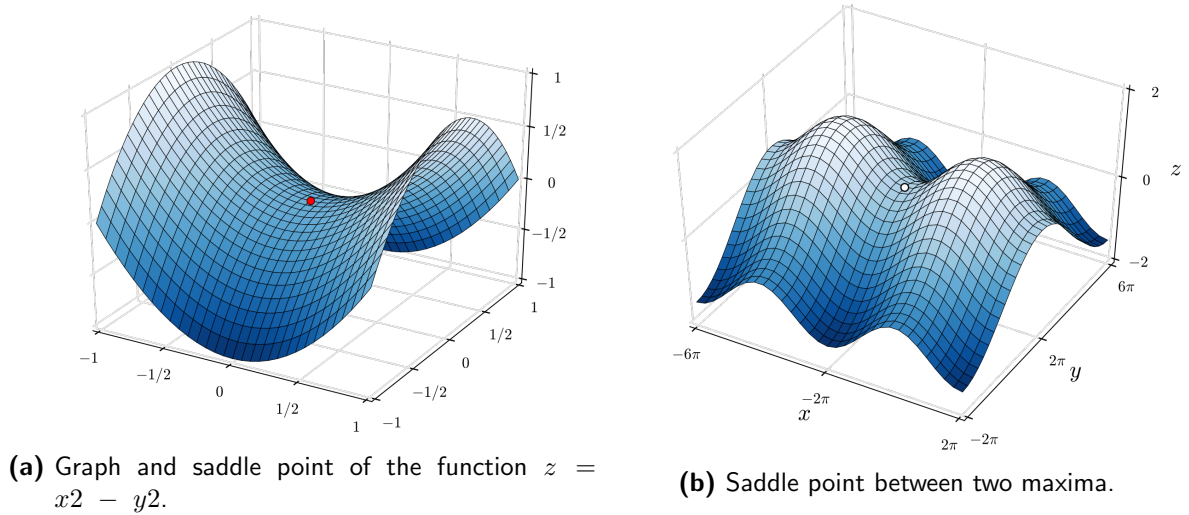 1
1/2
0
−1/2
−1
−1
−1/2
0
1/2
1
−1
−1/2
0
1/2
1
(a) Graph and saddle point of the function z =
x2 − y2.
2
0
−2
z
−6π
−2π
2π
x
−2π
2π
6π
y
(b) Saddle point between two maxima.